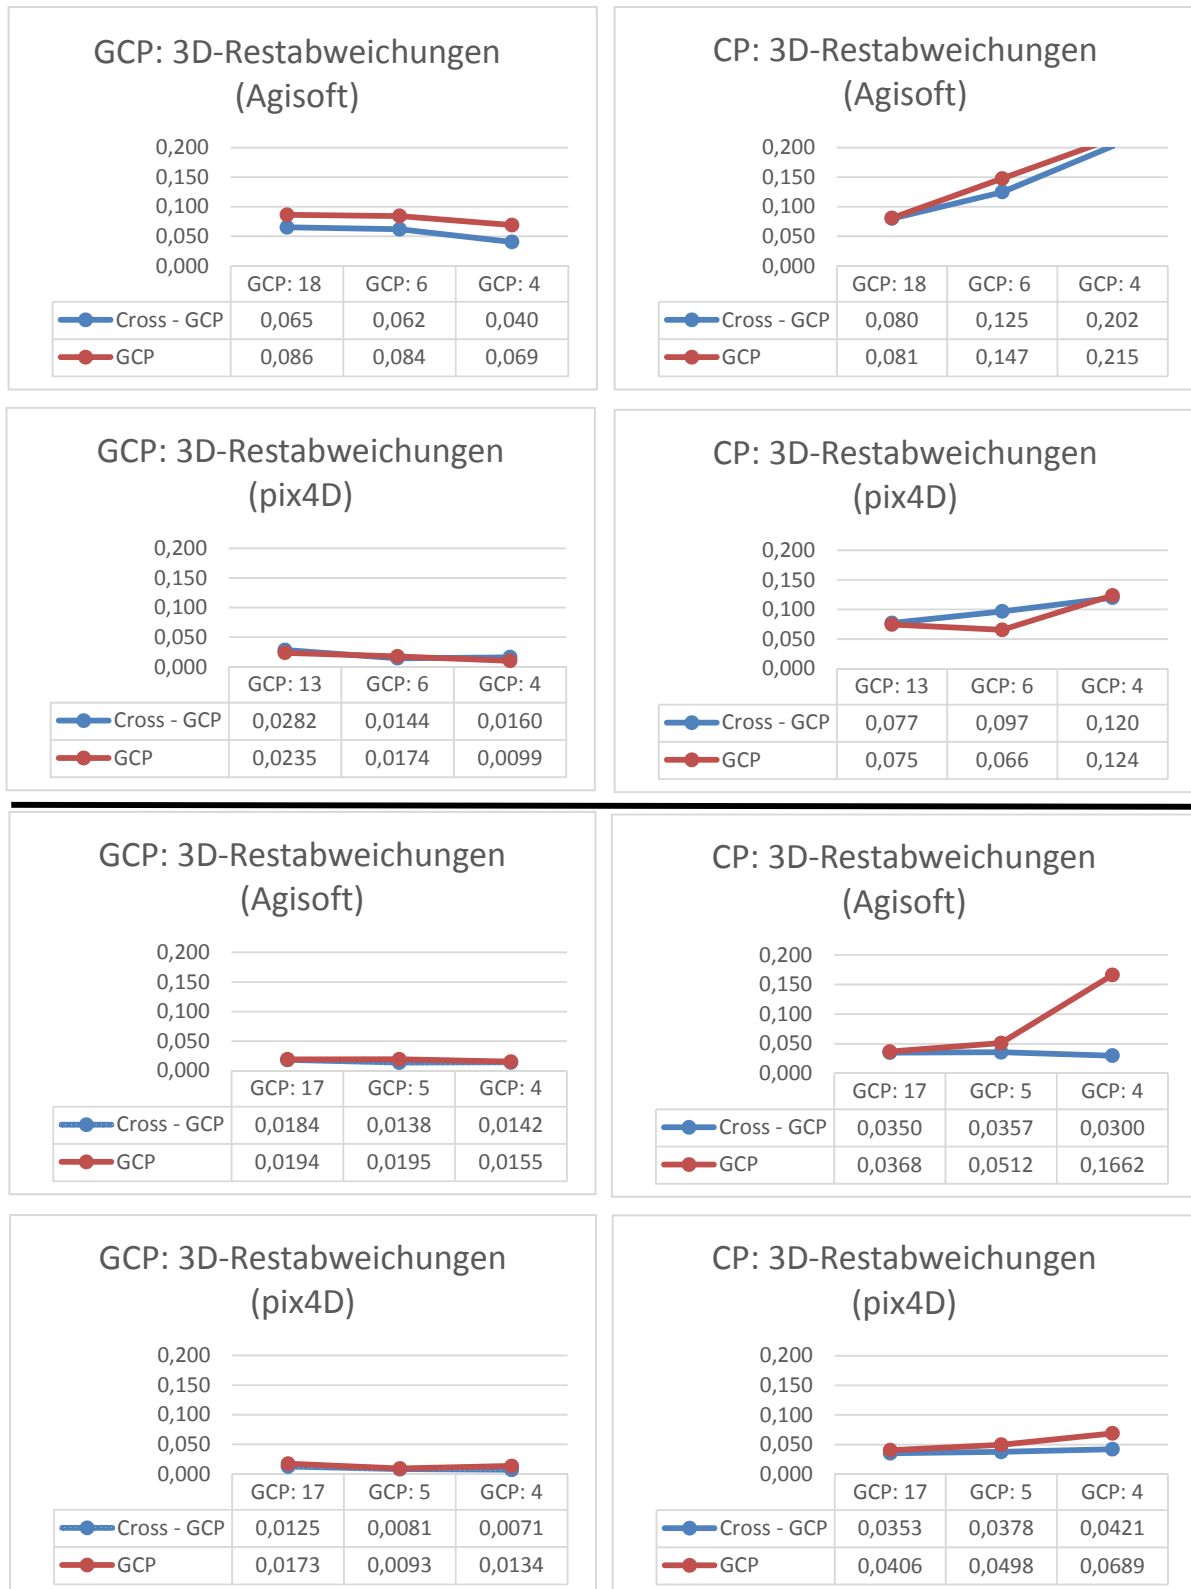 GCP: 3D-Restabweichungen
(Agisoft)
0,200
0,150
0,100
0,050
0,000
GCP: 18 GCP: 6 GCP: 4
Cross - GCP 0,065 0,062 0,040
GCP 0,086 0,084 0,069
CP: 3D-Restabweichungen
(Agisoft)
0,200
0,150
0,100
0,050
0,000
GCP: 18 GCP: 6 GCP: 4
Cross - GCP 0,080 0,125 0,202
GCP 0,081 0,147 0,215
GCP: 3D-Restabweichungen
(pix4D)
0,200
0,150
0,100
0,050
0,000
GCP: 13 GCP: 6 GCP: 4
Cross - GCP 0,0282 0,0144 0,0160
GCP 0,0235 0,0174 0,0099
CP: 3D-Restabweichungen
(pix4D)
0,200
0,150
0,100
0,050
0,000
GCP: 13 GCP: 6 GCP: 4
Cross - GCP 0,077 0,097 0,120
GCP 0,075 0,066 0,124
GCP: 3D-Restabweichungen
(Agisoft)
0,200
0,150
0,100
0,050
0,000
GCP: 17 GCP: 5 GCP: 4
Cross - GCP 0,0184 0,0138 0,0142
GCP 0,0194 0,0195 0,0155
CP: 3D-Restabweichungen
(Agisoft)
0,200
0,150
0,100
0,050
0,000
GCP: 17 GCP: 5 GCP: 4
Cross - GCP 0,0350 0,0357 0,0300
GCP 0,0368 0,0512 0,1662
GCP: 3D-Restabweichungen
(pix4D)
0,200
0,150
0,100
0,050
0,000
GCP: 17 GCP: 5 GCP: 4
Cross - GCP 0,0125 0,0081 0,0071
GCP 0,0173 0,0093 0,0134
CP: 3D-Restabweichungen
(pix4D)
0,200
0,150
0,100
0,050
0,000
GCP: 17 GCP: 5 GCP: 4
Cross - GCP 0,0353 0,0378 0,0421
GCP 0,0406 0,0498 0,0689